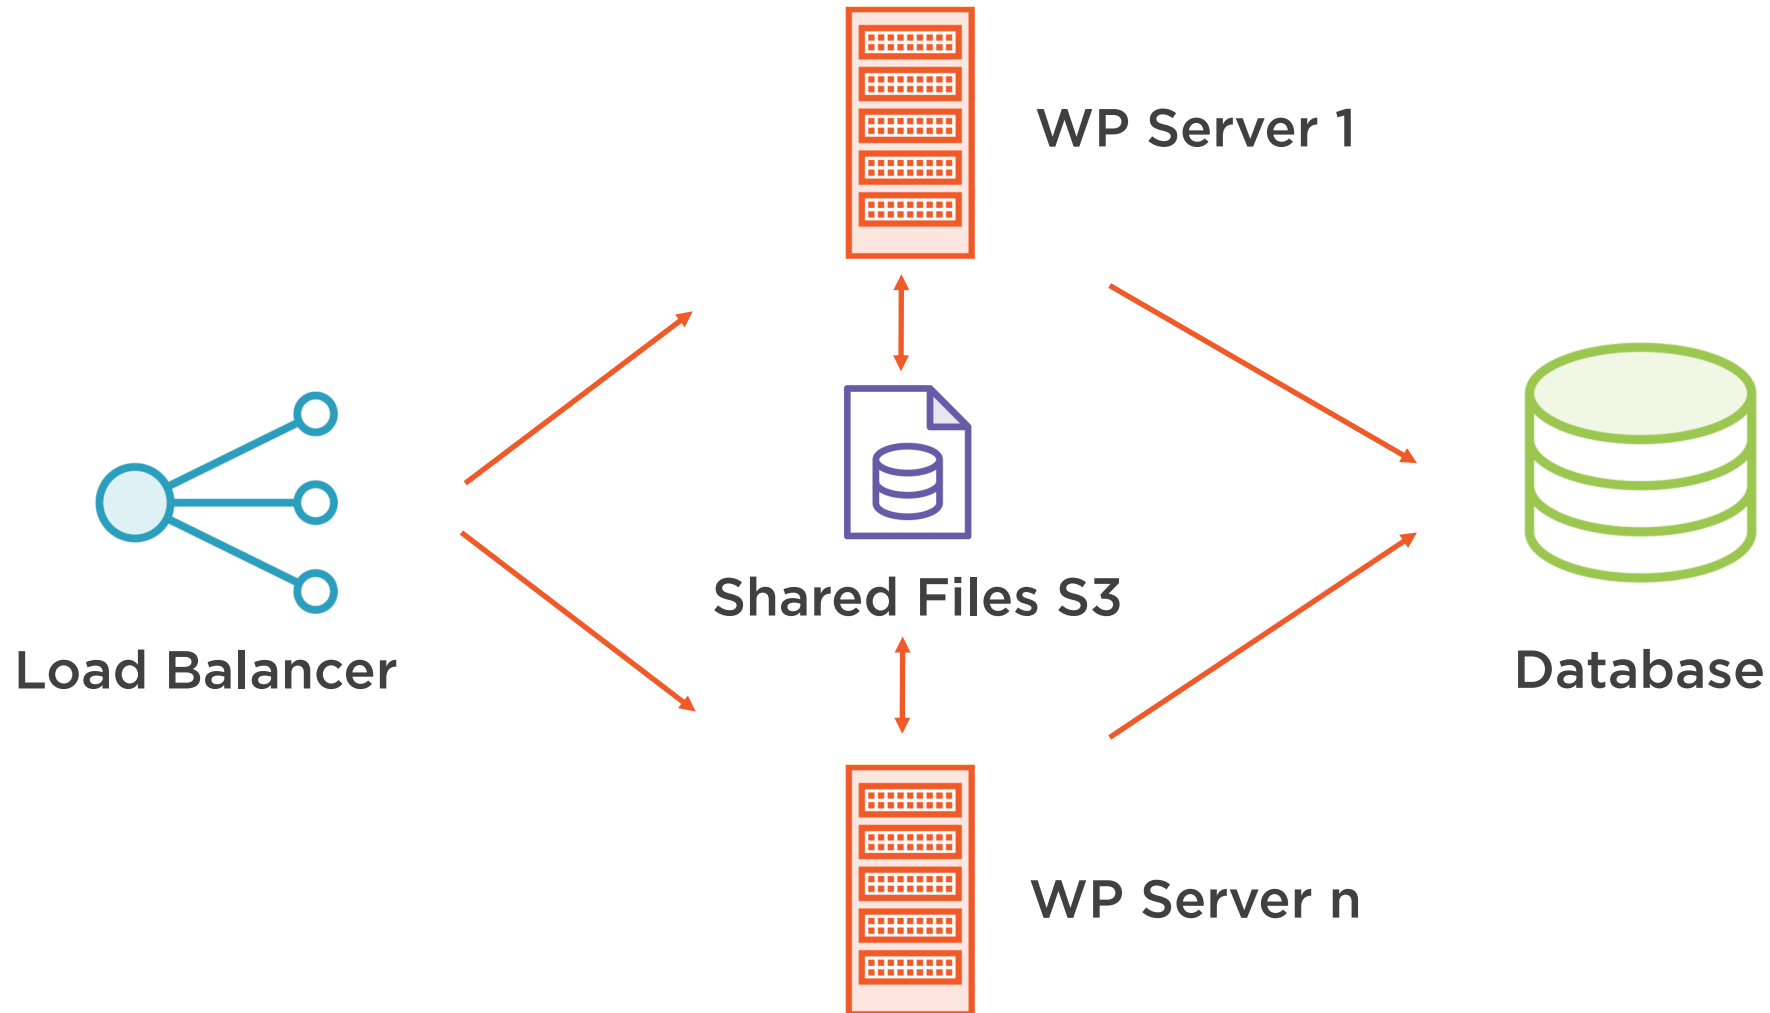 WP Server 1
Shared Files S3
Load Balancer
Database
WP Server n